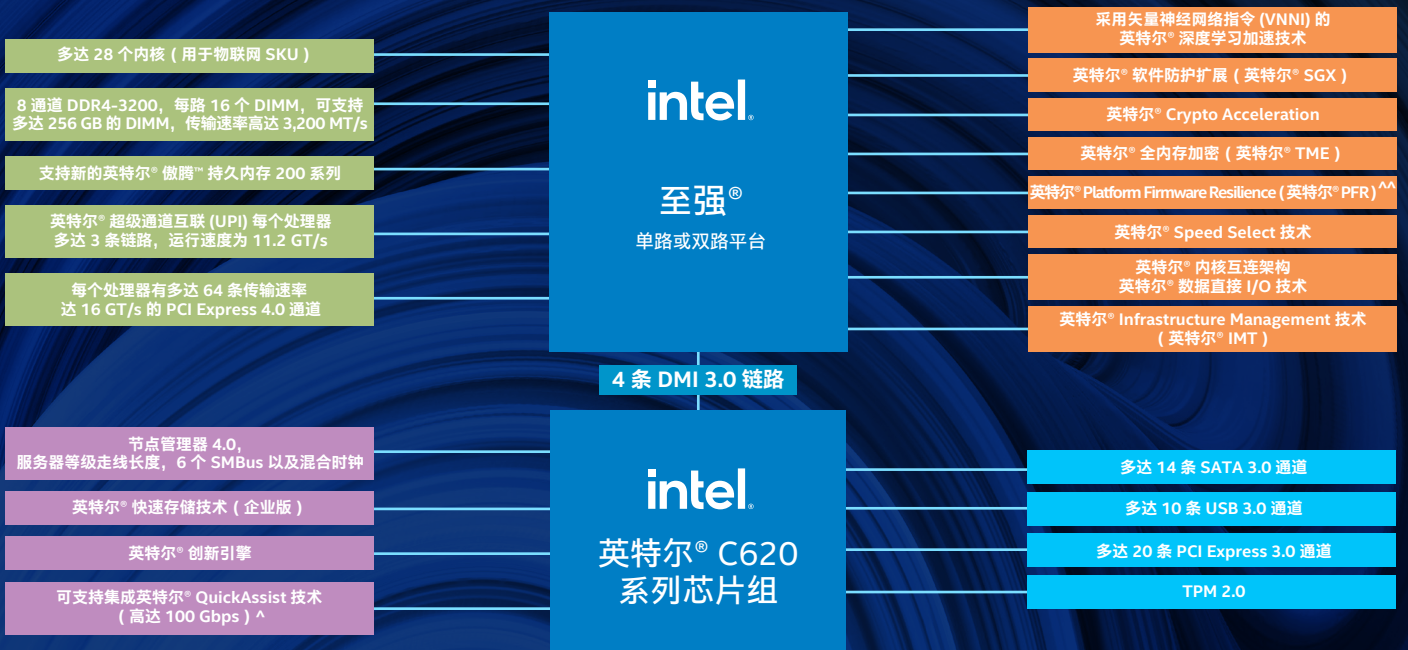 多达 28 个内核 ( 用于物联网 SKU )
8 通道 DDR4-3200，每路 16 个 DIMM，可支持
多达 256 GB 的 DIMM，传输速率高达 3,200 MT/s
支持新的英特尔® 傲腾™ 持久内存 200 系列
英特尔® 超级通道互联 (UPI) 每个处理器
多达 3 条链路，运行速度为 11.2 GT/s
每个处理器有多达 64 条传输速率
达 16 GT/s 的 PCI Express 4.0 通道
intel.
至强®
单路或双路平台
采用矢量神经网络指令 (VNNI) 的
英特尔® 深度学习加速技术
英特尔® 软件防护扩展 ( 英特尔® SGX )
英特尔® Crypto Acceleration
英特尔® 全内存加密 ( 英特尔® TME )
英特尔® Platform Firmware Resilience ( 英特尔® PFR ) ^^
英特尔® Speed Select 技术
英特尔® 内核互连架构
英特尔® 数据直接 I/O 技术
英特尔® Infrastructure Management 技术
( 英特尔® IMT )
4 条 DMI 3.0 链路
节点管理器 4.0，
服务器等级走线长度，6 个 SMBus 以及混合时钟
英特尔® 快速存储技术 ( 企业版 )
英特尔® 创新引擎
可支持集成英特尔® QuickAssist 技术
( 高达 100 Gbps ) ^
intel.
英特尔® C620
系列芯片组
多达 14 条 SATA 3.0 通道
多达 10 条 USB 3.0 通道
多达 20 条 PCI Express 3.0 通道
TPM 2.0